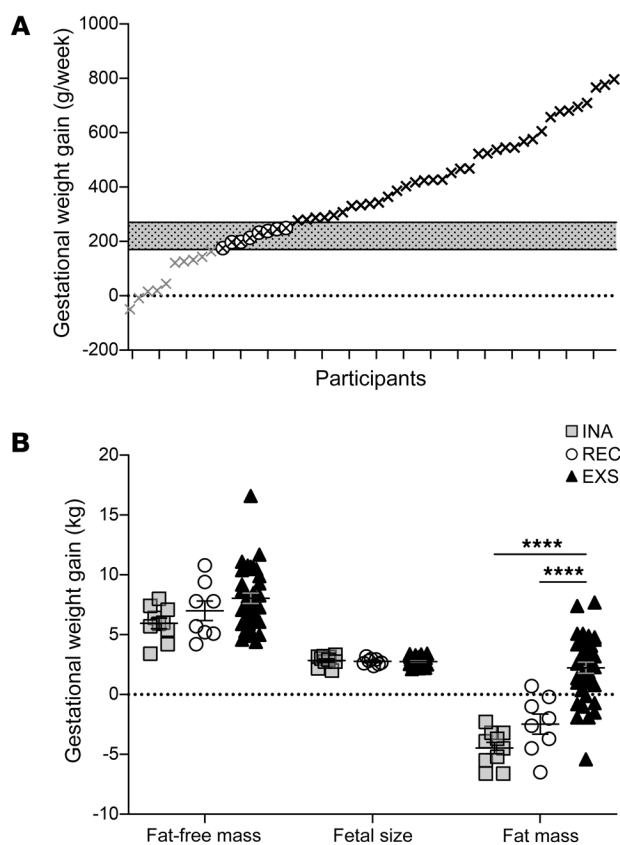 A
Gestational weight gain (g/week)
1000
800
600
400
200
0
-200
Participants
B
Gestational weight gain (kg)
20
15
10
5
0
-5
-10
INA
REC
EXS
****
****
Fat-free mass
Fetal size
Fat mass